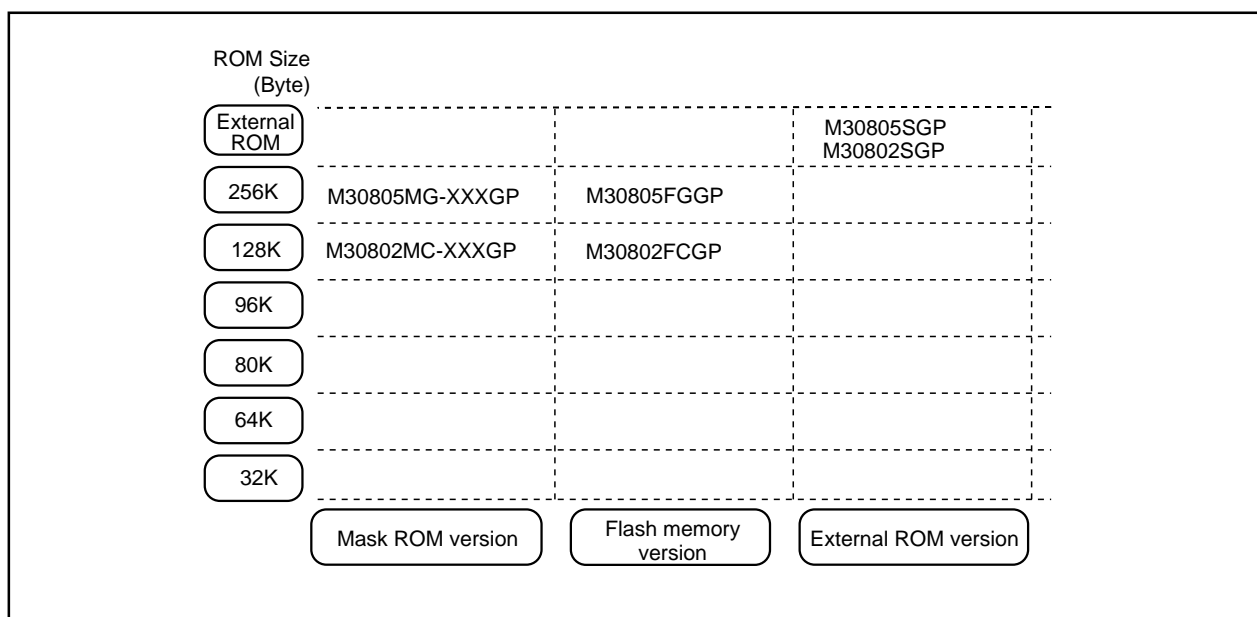 ROM Size
(Byte)
External
ROM
M30805SGP
M30802SGP
256K
M30805MG-XXXGP
M30805FGGP
128K
M30802MC-XXXGP
M30802FCGP
96K
80K
64K
32K
Mask ROM version
Flash memory
version
External ROM version